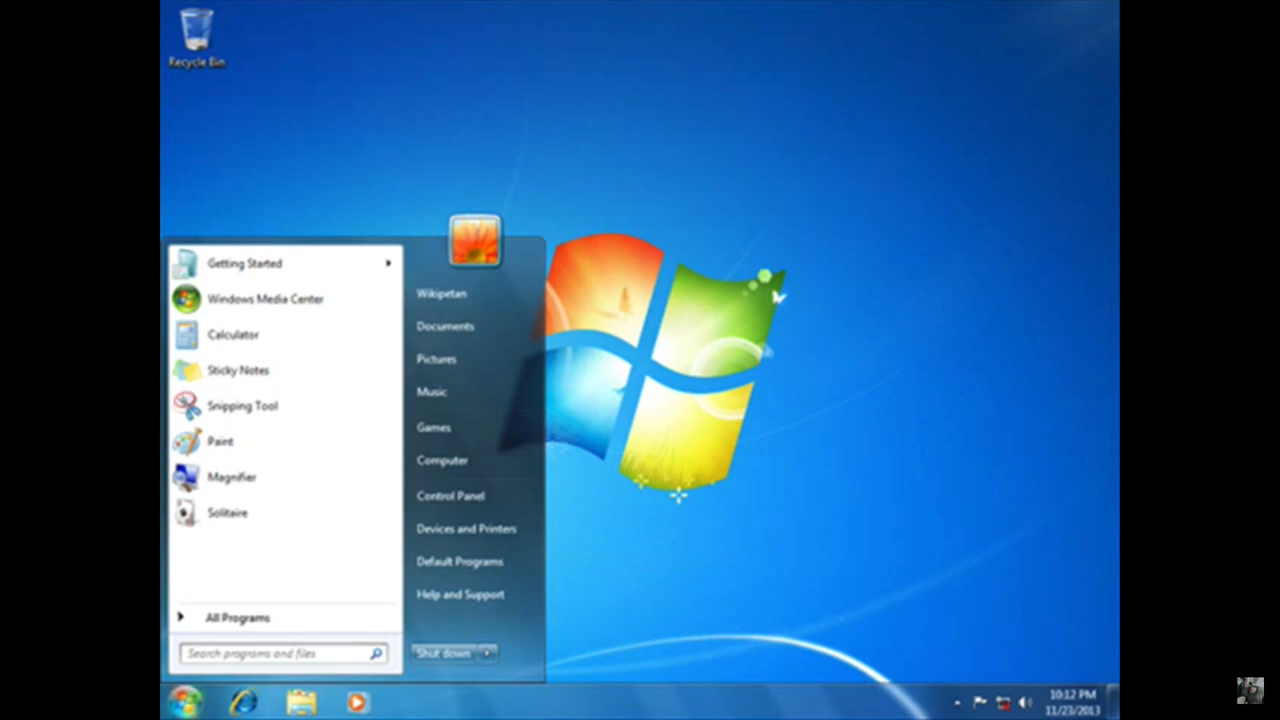 Recycle Bin
Getting Started
Windows Media Center
Calculator
Sticky Notes
Snipping Tool
Paint
Magnifier
Solitaire
All Programs
Search programs and files
Wikipetan
Documents
Pictures
Music
Games
Computer
Control Panel
Devices and Printers
Default Programs
Help and Support
Shut down
10:12 PM
11/23/2013